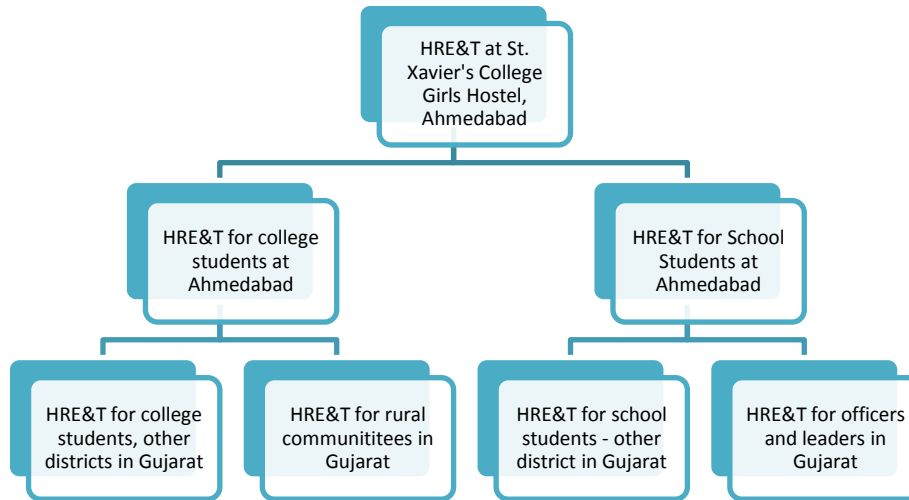 HRE&T at St.
Xavier's College
Girls Hostel,
Ahmedabad
HRE&T for college
students at
Ahmedabad
HRE&T for School
Students at
Ahmedabad
HRE&T for college
students, other
districts in Gujarat
HRE&T for rural
communititees in
Gujarat
HRE&T for school
students - other
district in Gujarat
HRE&T for officers
and leaders in
Gujarat